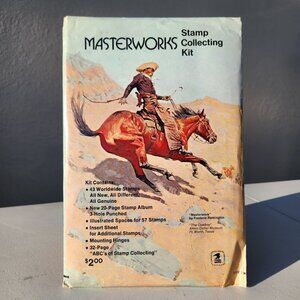 MASTERWORKS Stamp
Collecting
Kit
Kit Contains:
• 43 Worldwide Stamps
All New, All Different,
All Genuine
• New 20-Page Stamp Album
3-Hole Punched
• Illustrated Spaces for 57 Stamps
• Insert Sheet
for Additional Stamps
• Mounting Hinges
• 32-Page
"ABC's of Stamp Collecting"
$2.00
"Masterpiece"
by Frederic Remington
The Cowboy
Amon Carter Museum
Ft. Worth, Texas